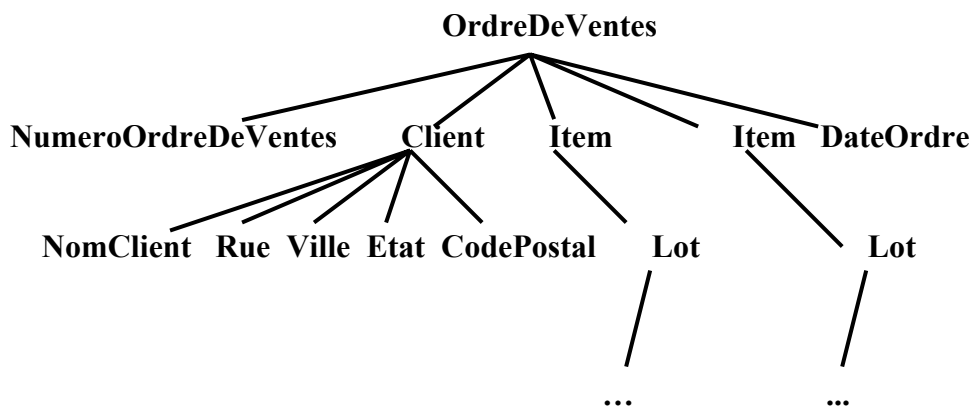 OrdreDeVentes
NumeroOrdreDeVentes Client Item Item DateOrdre
NomClient Rue Ville Etat CodePostal Lot Lot
… ...